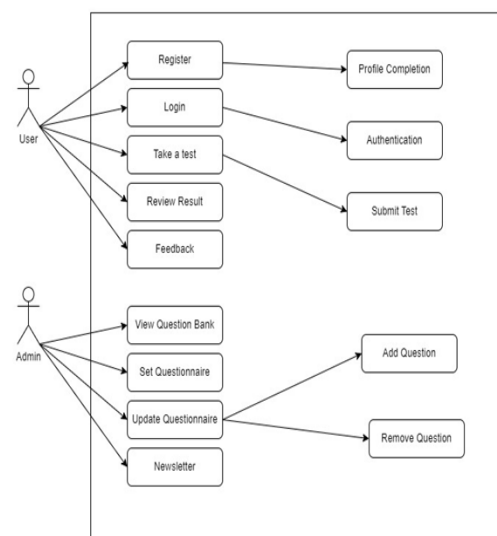 Register
Profile Completion
Login
User
Authentication
Take a test
Review Result
Submit Test
Feedback
View Question Bank
Admin
Add Question
Set Questionnaire
Update Questionnaire
Remove Question
Newsletter